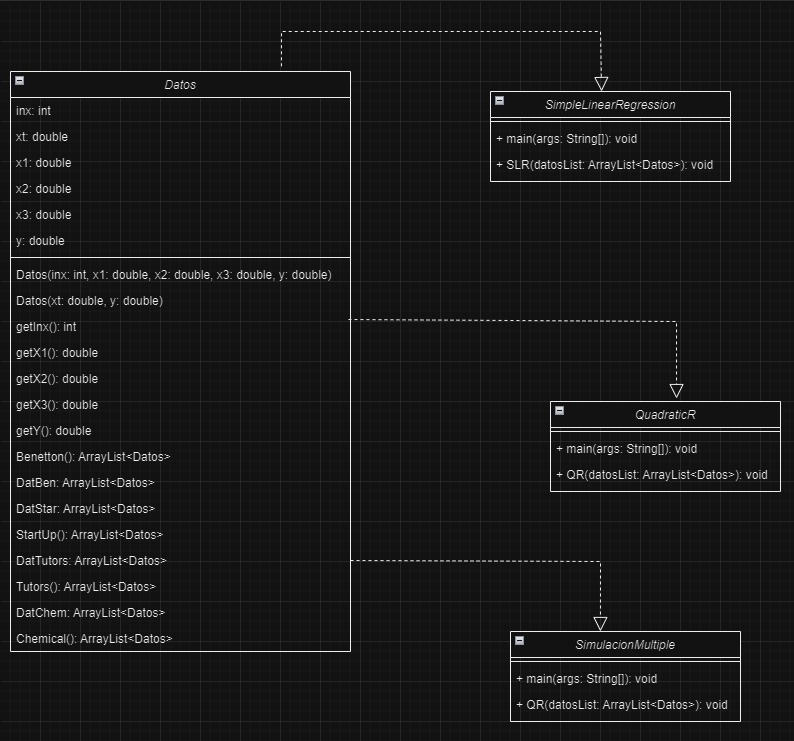 Datos
inx: int
xt: double
x1: double
x2: double
x3: double
y: double
Datos(inx: int, x1: double, x2: double, x3: double, y: double)
Datos(xt: double, y: double)
getInx(): int
getX1(): double
getX2(): double
getX3(): double
getY(): double
Benetton(): ArrayList<Datos>
DatBen: ArrayList<Datos>
DatStar: ArrayList<Datos>
StartUp(): ArrayList<Datos>
DatTutors: ArrayList<Datos>
Tutors(): ArrayList<Datos>
DatChem: ArrayList<Datos>
Chemical(): ArrayList<Datos>
SimpleLinearRegression
+ main(args: String[]): void
+ SLR(datosList: ArrayList<Datos>): void
QuadraticR
+ main(args: String[]): void
+ QR(datosList: ArrayList<Datos>): void
SimulacionMultiple
+ main(args: String[]): void
+ QR(datosList: ArrayList<Datos>): void